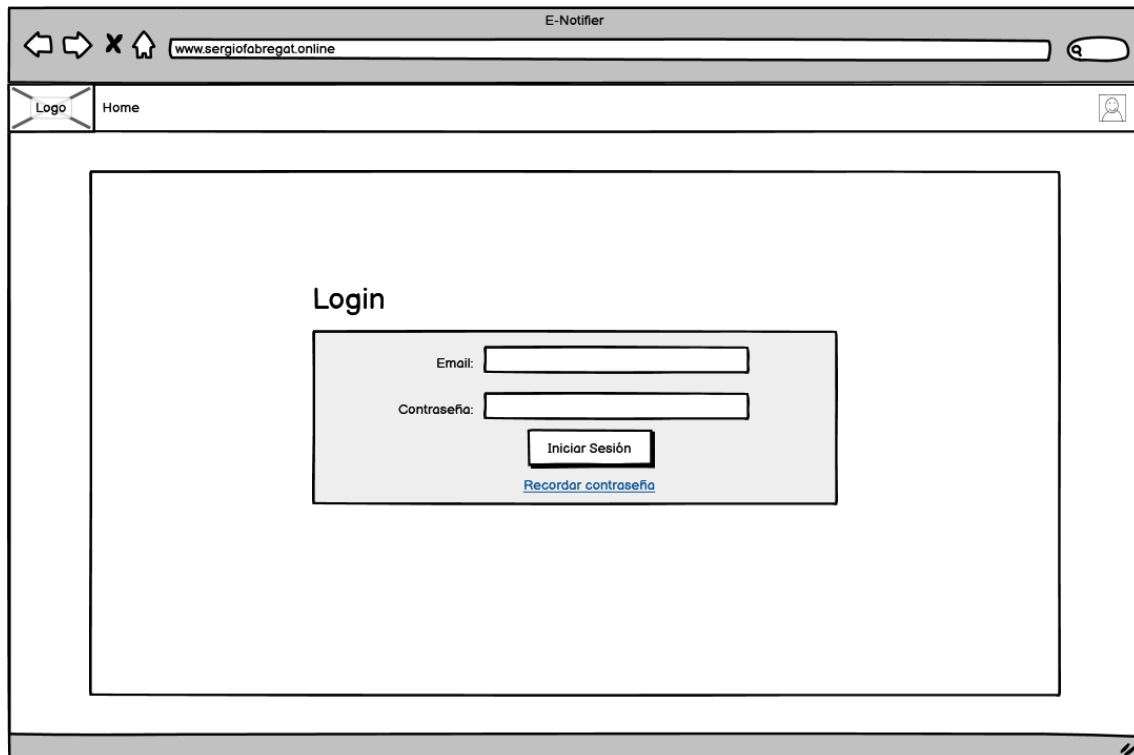 E-Notifier
www.sergiofabregat.online
Logo
Home
Login
Email:
Contraseña:
Iniciar Sesión
Recordar contraseña